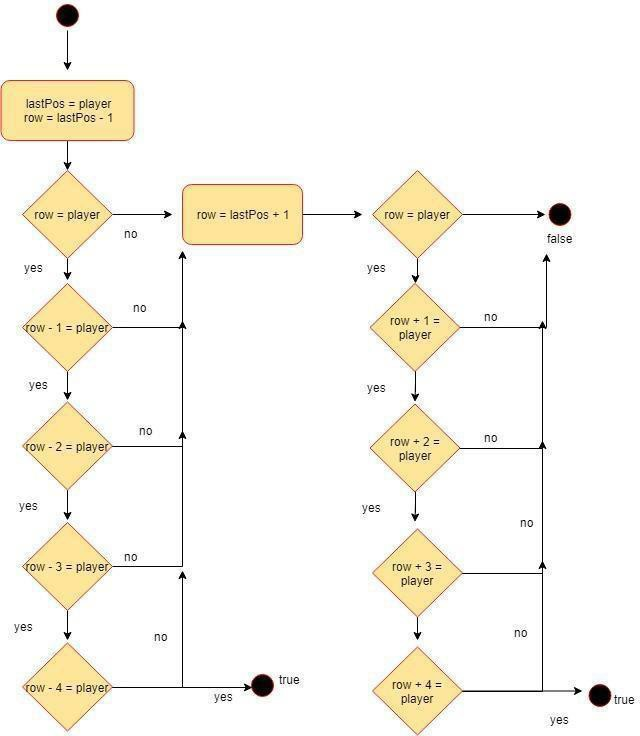 lastPos = player
row = lastPos - 1
row = player
no
yes
row - 1 = player
no
yes
row - 2 = player
no
yes
row - 3 = player
no
yes
row - 4 = player
no
yes
true
row = lastPos + 1
row = player
false
yes
row + 1 =
player
no
yes
row + 2 =
player
no
yes
row + 3 =
player
no
row + 4 =
player
no
yes
true